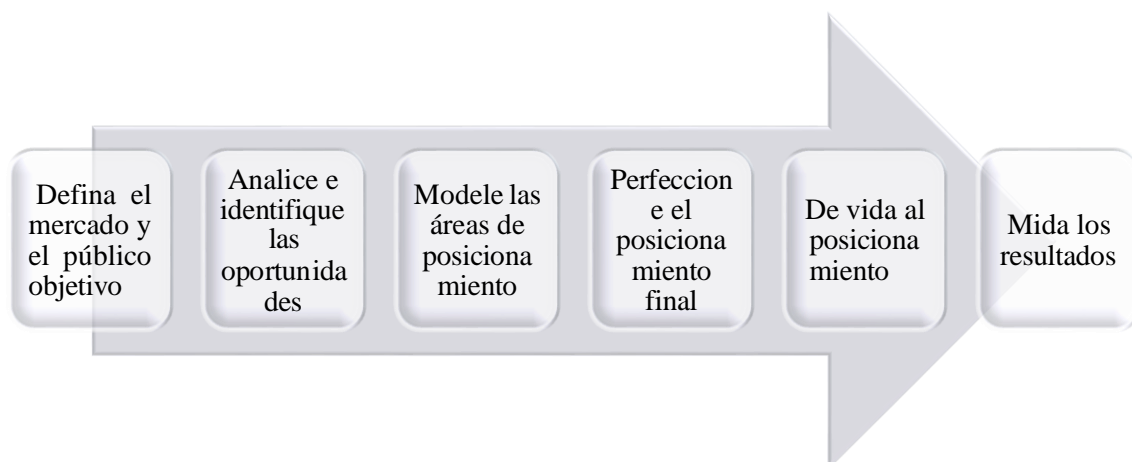 Defina el
mercado y
el público
objetivo
Analice e
identifique
las
oportunida
des
Modele las
áreas de
posiciona
miento
Perfeccion
e el
posiciona
miento
final
De vida al
posiciona
miento
Mida los
resultados